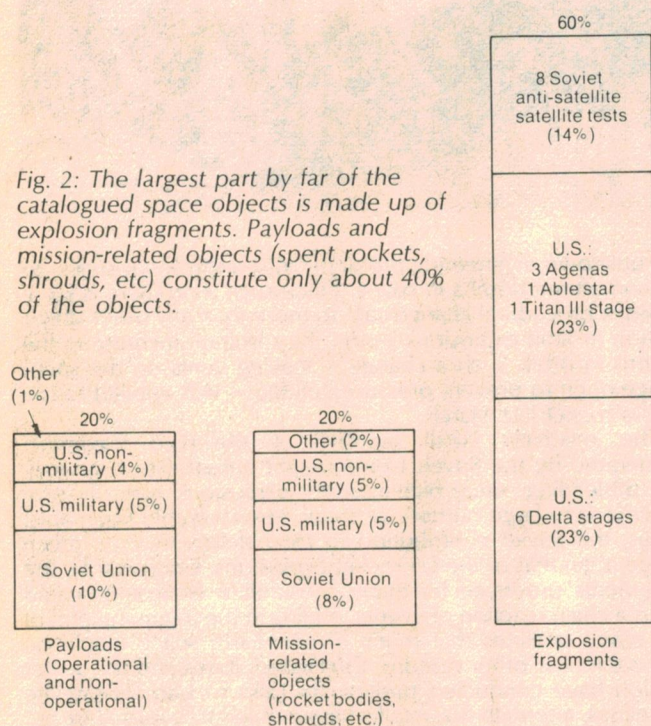 60%
8 Soviet
anti-satellite
satellite tests
(14%)
Fig. 2: The largest part by far of the
catalogued space objects is made up of
explosion fragments. Payloads and
mission-related objects (spent rockets,
shrouds, etc) constitute only about 40%
of the objects.
U.S.:
3 Agenas
1 Able star
1 Titan III stage
(23%)
Other
(1%)
20%
U.S. non-
military (4%)
U.S. military (5%)
Soviet Union
(10%)
20%
Other (2%)
U.S. non-
military (5%)
U.S. military (5%)
Soviet Union
(8%)
U.S.:
6 Delta stages
(23%)
Payloads
(operational
and non-
operational)
Mission-
related
objects
(rocket bodies,
shrouds, etc.)
Explosion
fragments